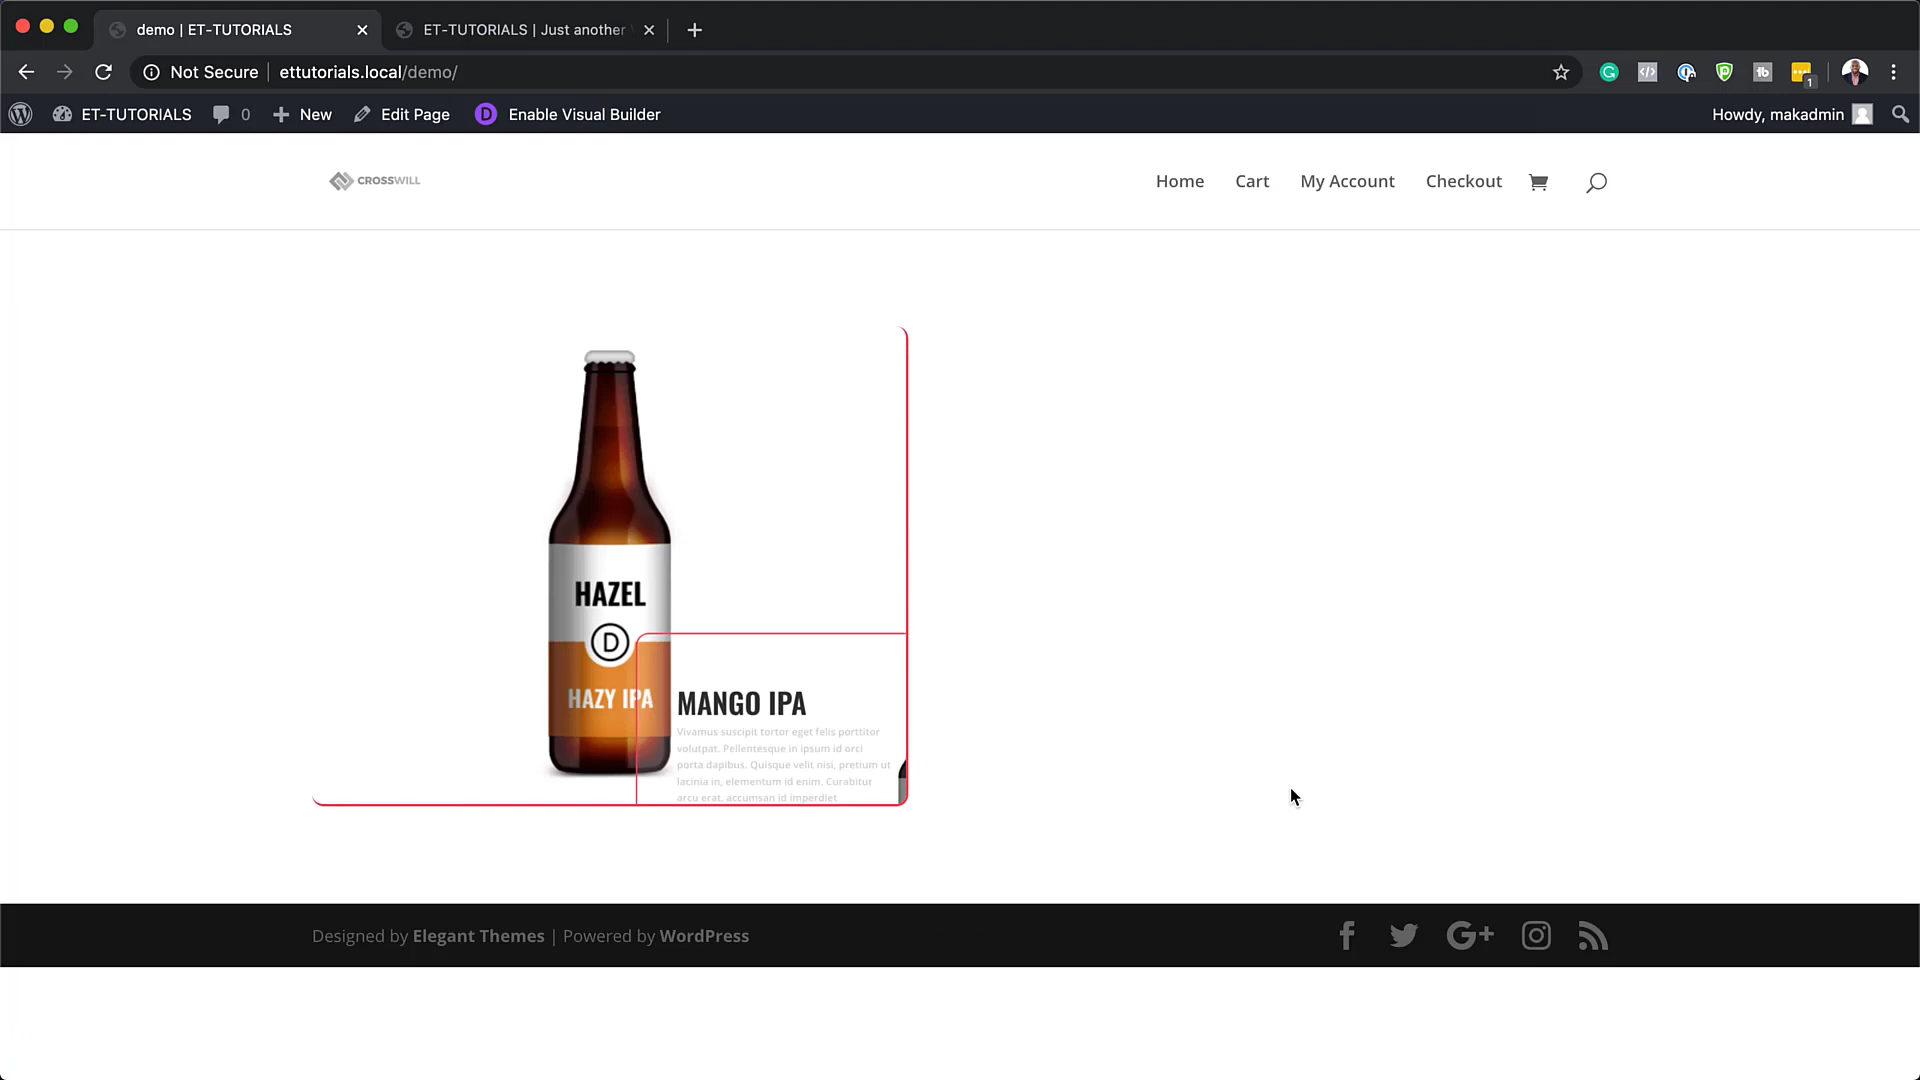 demo | ET-TUTORIALS
ET-TUTORIALS | Just another
Not Secure
ettutorials.local/demo/
1
ET-TUTORIALS
0
New
Edit Page
D
Enable Visual Builder
Howdy, makadmin
CROSSWILL
Home
Cart
My Account
Checkout
HAZEL
D
HAZY IPA
MANGO IPA
Vivamus suscipit tortor eget felis porttitor
volutpat. Pellentesque in ipsum id orci
porta dapibus. Quisque velit nisi, pretium ut
lacinia in, elementum id enim. Curabitur
arcu erat, accumsan id imperdiet
Designed by Elegant Themes | Powered by WordPress